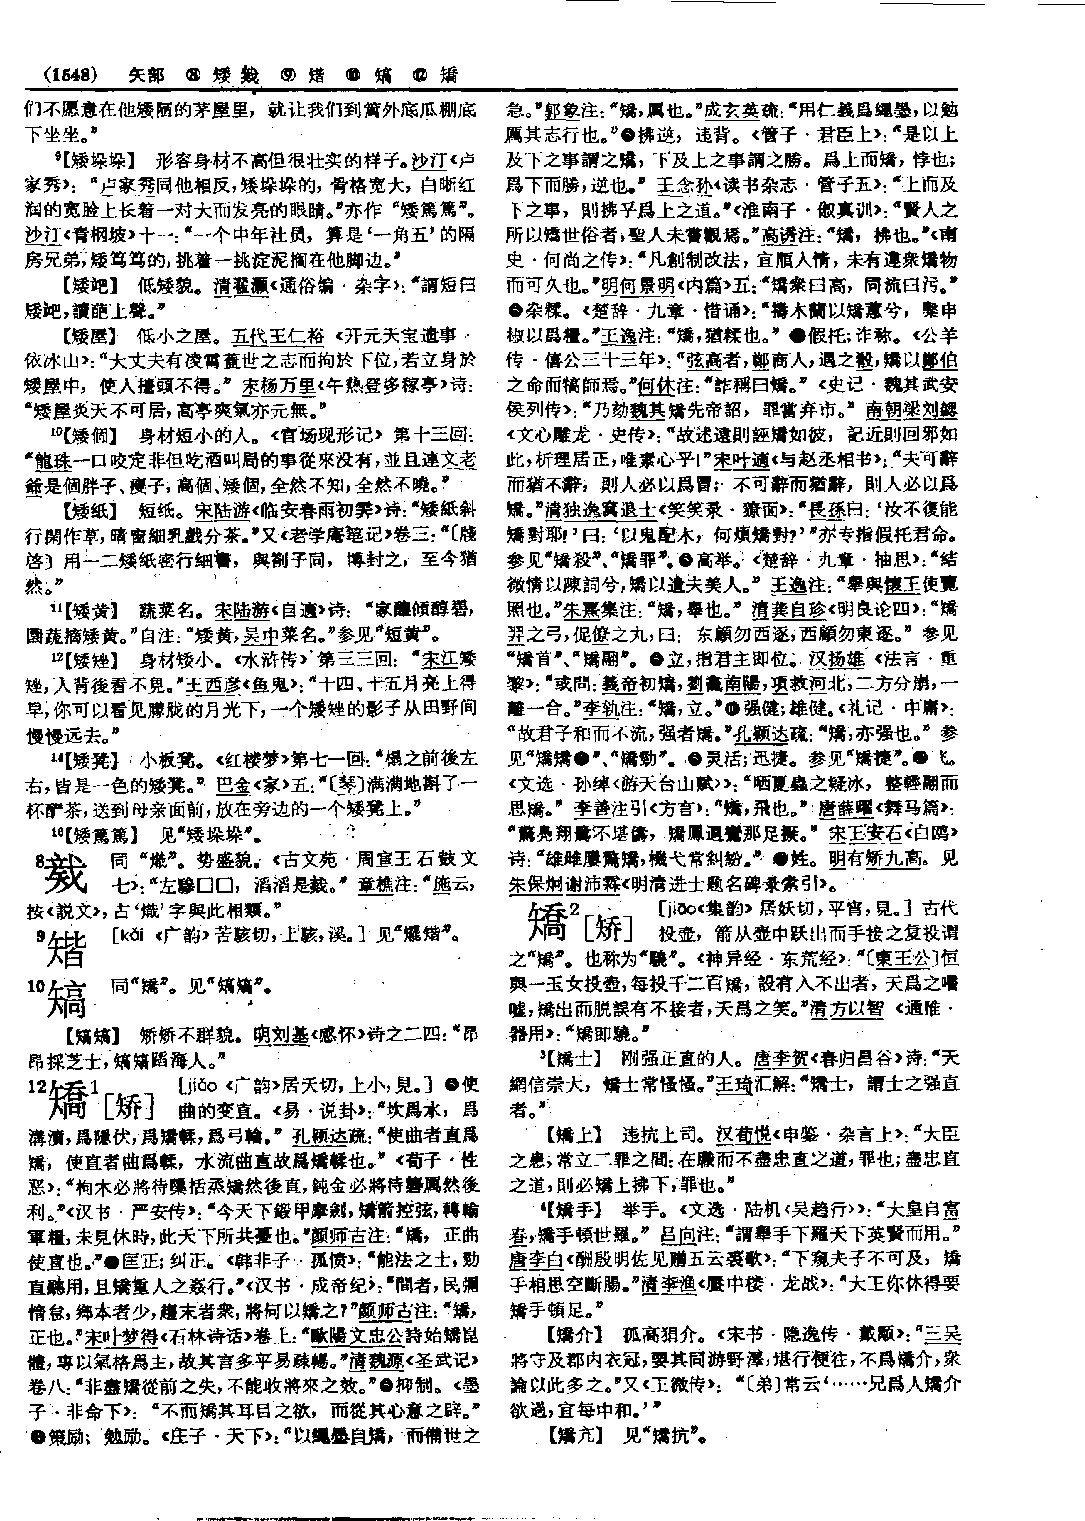 (1548) 矢部 ⑧ 矮 ⑨ 𥏪 ⑩ 熇 ⑫ 矯
们不愿意在他矮陋的茅屋里，就让我们到篱外底瓜棚底
下坐坐。”
⁹【矮垛垛】 形容身材不高但很壮实的样子。沙汀《卢
家秀》：“卢家秀同他相反，矮垛垛的，骨格宽大，白晰红
润的宽脸上长着一对大而发亮的眼睛。”亦作“矮篤篤”。
沙汀《青㭎坡》十一：“一个中年社员，算是‘一角五’的隔
房兄弟，矮笃笃的，挑着一挑淀泥搁在他脚边。”
【矮䎱】 低矮貌。清翟灝《通俗编·杂字》：“謂短曰
上聲。”
【矮屋】 低小之屋。五代王仁裕《开元天宝遗事·
依冰山》：“大丈夫有凌霄蓋世之志而拘於下位，若立身於
矮屋中，使人擡頭不得。”宋杨万里《午热登多稼亭》诗：
“矮屋炎天不可居，高亭爽氣亦元無。”
¹⁰【矮個】 身材短小的人。《官场现形记》第十三回：
“龍珠一口咬定非但吃酒叫局的事從來没有，並且連文老
爺是個胖子、瘦子，高個、矮個，全然不知，全然不曉。”
【矮紙】 短纸。宋陆游《临安春雨初霁》诗：“矮紙斜
行閑作草，晴窗細乳戲分茶。”又《老学庵笔记》卷三：“〔牋
啓〕用一二矮紙密行細書，與劄子同，博封之，至今猶
然。”
¹¹【矮黄】 蔬菜名。宋陆游《自適》诗：“家釀傾醇碧，
園蔬摘矮黄。”自注：“矮黄，吴中菜名。”参见“短黄”。
¹²【矮矬】 身材矮小。《水浒传》第三三回：“宋江矮
矬，人背後看不見。”王西彦《鱼鬼》：“十四、十五月亮上得
早，你可以看见朦胧的月光下，一个矮矬的影子从田野间
慢慢远去。”
¹⁴【矮凳】 小板凳。《红楼梦》第七一回：“榻之前後左
右，皆是一色的矮凳。”巴金《家》五：“〔琴〕满满地斟了一
杯酽茶，送到母亲面前，放在旁边的一个矮凳上。”
¹⁶【矮篤篤】 见“矮垛垛”。
8 同“熾”。势盛貌。《古文苑·周宣王石鼓文
七》：“左驂□□，滔滔是。”章樵注：“施云，
按《説文》，古‘熾’字與此相類。”
9 [kǎi《广韵》苦骇切，上骇，溪。]见“”。
10 同“矯”。见“”。
【】 矫矫不群貌。明刘基《感怀》诗之二四：“昂
昂採芝士，蹈海人。”
12 矯¹[矫] [jiǎo《广韵》居夭切，上小，見。] ❶使
曲的变直。《易·说卦》：“坎爲水，爲
溝瀆，爲隱伏，爲矯輮，爲弓輪。”孔颖达疏：“使曲者直爲
矯，使直者曲爲輮，水流曲直故爲矯輮也。”《荀子·性
恶》：“枸木必將待檃栝烝矯然後直，鈍金必將待礱厲然後
利。”《汉书·严安传》：“今天下鍛甲摩劍，矯箭控弦，轉輸
軍糧，未見休時，此天下所共憂也。”颜师古注：“矯，正曲
使直也。”❷匡正；纠正。《韩非子·孤愤》：“能法之士，勁
直聽用，且矯重人之姦行。”《汉书·成帝纪》：“間者，民彌
惰怠，鄉本者少，趨末者衆，將何以矯之？”颜师古注：“矯，
正也。”宋叶梦得《石林诗话》卷上：“歐陽文忠公詩始矯崑
體，專以氣格爲主，故其言多平易疎暢。”清魏源《圣武记》
卷八：“非盡矯從前之失，不能收將來之效。”❸抑制。《墨
子·非命下》：“不而矯其耳目之欲，而從其心意之辟。”
❹策励；勉励。《庄子·天下》：“以繩墨自矯，而備世之
急。”郭象注：“矯，厲也。”成玄英疏：“用仁義爲繩墨，以勉
厲其志行也。”❺拂逆，违背。《管子·君臣上》：“是以上
及下之事謂之矯，下及上之事謂之勝。爲上而矯，悖也；
爲下而勝，逆也。”王念孙《读书杂志·管子五》：“上而及
下之事，則拂乎爲上之道。”《淮南子·俶真训》：“賢人之
所以矯世俗者，聖人未嘗觀焉。”高诱注：“矯，拂也。”《南
史·何尚之传》：“凡創制改法，宜順人情，未有違衆矯物
而可久也。”明何景明《内篇》五：“矯衆曰高，同流曰污。”
❻杂糅。《楚辞·九章·惜诵》：“擣木蘭以矯蕙兮，糳申
椒以爲糧。”王逸注：“矯，猶糅也。”❼假托；诈称。《公羊
传·僖公三十三年》：“弦高者，鄭商人，遇之殽，矯以鄭伯
之命而犒師焉。”何休注：“詐稱曰矯。”《史记·魏其武安
侯列传》：“乃劾魏其矯先帝詔，罪當弃市。”南朝梁刘勰
《文心雕龙·史传》：“故述遠則誣矯如彼，記近則回邪如
此，析理居正，唯素心乎！”宋叶適《与赵丞相书》：“夫可辭
而猶不辭，則人必以爲冒；不可辭而猶辭，則人必以爲
矯。”清独逸窝退士《笑笑录·獠面》：“長孫曰：‘汝不復能
矯對耶！’曰：‘以鬼配木，何煩矯對？’”亦专指假托君命。
参见“矯殺”、“矯罪”。❽高举。《楚辞·九章·抽思》：“結
微情以陳詞兮，矯以遺夫美人。”王逸注：“舉與懷王使覽
照也。”朱熹集注：“矯，舉也。”清龚自珍《明良论四》：“矯
羿之弓，促僚之丸，曰：東顧勿西逐，西顧勿東逐。”参见
“矯首”、“矯翮”。❾立，指君主即位。汉扬雄《法言·重
黎》：“或問：義帝初矯，劉龕南陽，項救河北，二方分崩，一
離一合。”李轨注：“矯，立。”❿强健；雄健。《礼记·中庸》：
“故君子和而不流，强者矯。”孔颖达疏：“矯，亦强也。”参
见“矯矯❶”、“矯勁”。⓫灵活；迅捷。参见“矯捷”。⓬飞。
《文选·孙绰〈游天台山赋〉》：“哂夏蟲之疑冰，整輕翮而
思矯。”李善注引《方言》：“矯，飛也。”唐薛曜《舞马篇》：
“驚鳧翔鷺不堪儔，矯鳳迴鸞那足擬。”宋王安石《白鸥》
诗：“雄雌屢驚矯，機弋常糾紛。”⓭姓。明有矫九高。见
朱保炯谢沛霖《明清进士题名碑录索引》。
矯²[矫] [jiāo《集韵》居妖切，平宵，見。]古代
投壶，箭从壶中跃出而手接之复投谓
之“矯”。也称为“驍”。《神异经·东荒经》：“〔東王公〕恒
與一玉女投壺，每投千二百矯，設有入不出者，天爲之嚂
噓，矯出而脱誤有不接者，天爲之笑。”清方以智《通雅·
器用》：“矯即驍。”
³【矯士】 刚强正直的人。唐李贺《春归昌谷》诗：“天
網信崇大，矯士常慅慅。”王琦汇解：“矯士，謂士之强直
者。”
【矯上】 违抗上司。汉荀悦《申鉴·杂言上》：“大臣
之患，常立二罪之間：在職而不盡忠直之道，罪也；盡忠直
之道，則必矯上拂下，罪也。”
⁴【矯手】 举手。《文选·陆机〈吴趋行〉》：“大皇自富
春，矯手頓世羅。”吕向注：“謂舉手下羅天下英賢而用。”
唐李白《酬殷明佐见赠五云裘歌》：“下窺夫子不可及，矯
手相思空斷腸。”清李渔《蜃中楼·龙战》：“大王你休得要
矯手頓足。”
【矯介】 孤高狷介。《宋书·隐逸传·戴颙》：“三吴
將守及郡内衣冠，要其同游野澤，堪行便往，不爲矯介，衆
論以此多之。”又《王微传》：“〔弟〕常云‘……兄爲人矯介
欲過，宜每中和。’”
【矯亢】 见“矯抗”。